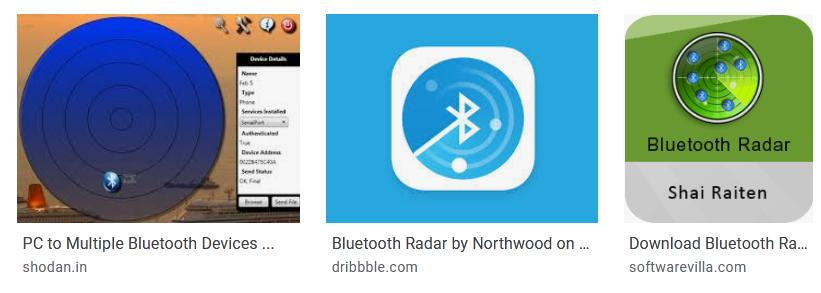 Device Details
Name
Feb 5
Type
Phone
Services Installed
SerialPort
Authenticated
True
Device Address
0022B475C40A
Send Status
OK, Final
Browse Send File
Bluetooth Radar
Shai Raiten
PC to Multiple Bluetooth Devices ...
shodan.in
Bluetooth Radar by Northwood on ...
dribbble.com
Download Bluetooth Ra...
softwarevilla.com